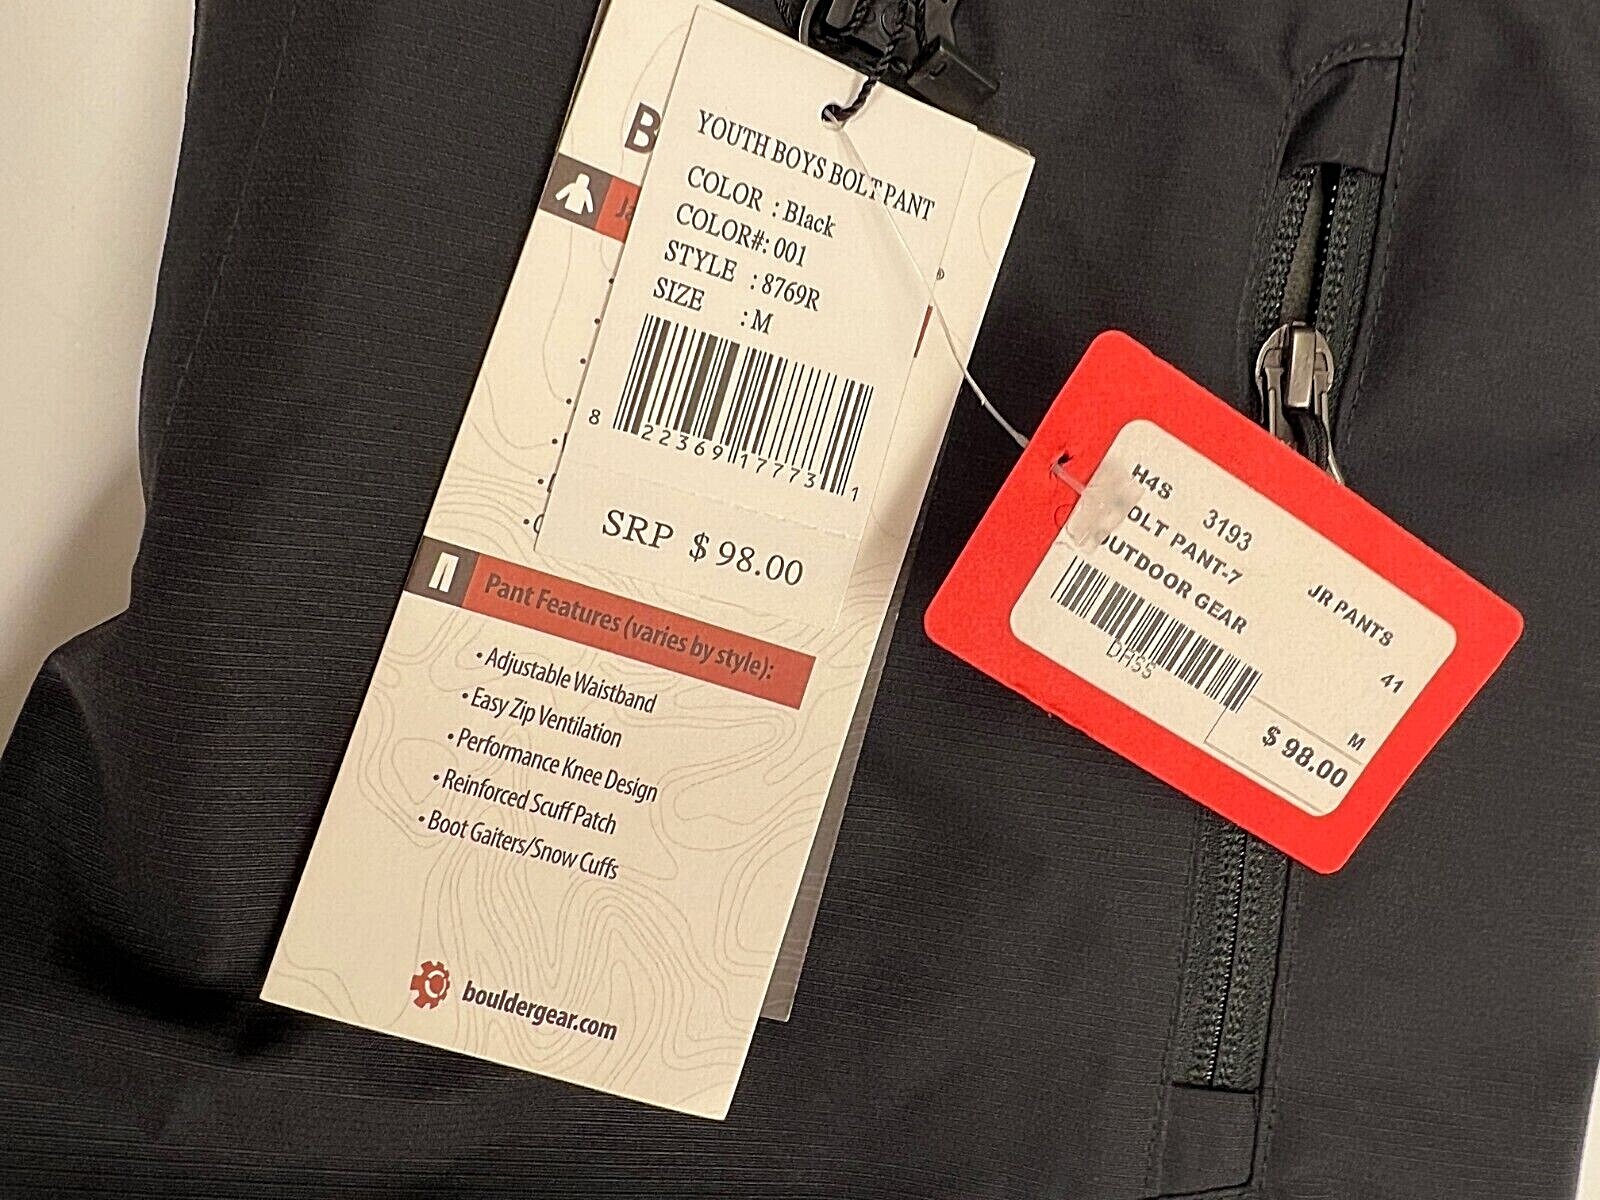 YOUTH BOYS BOLT PANT
COLOR : Black
COLOR#: 001
STYLE : 8769R
SIZE : M
8 22369 17773 1
SRP $ 98.00
Pant Features (varies by style):
• Adjustable Waistband
• Easy Zip Ventilation
• Performance Knee Design
• Reinforced Scuff Patch
• Boot Gaiters/Snow Cuffs
bouldergear.com
H4S 3193
OLT PANT-7 JR PANTS
OUTDOOR GEAR 41
DHSS
M
$ 98.00